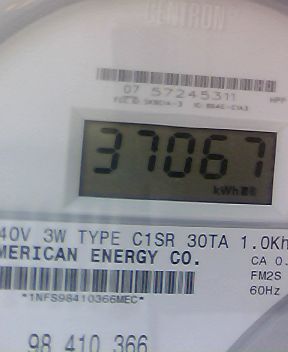 CENTRON®
07 57245311
37067
kWh
40V 3W TYPE C1SR 30TA 1.0Kh
MERICAN ENERGY CO.
CA 0.
FM2S
60Hz
*1NFS98410366MEC*
98 410 366